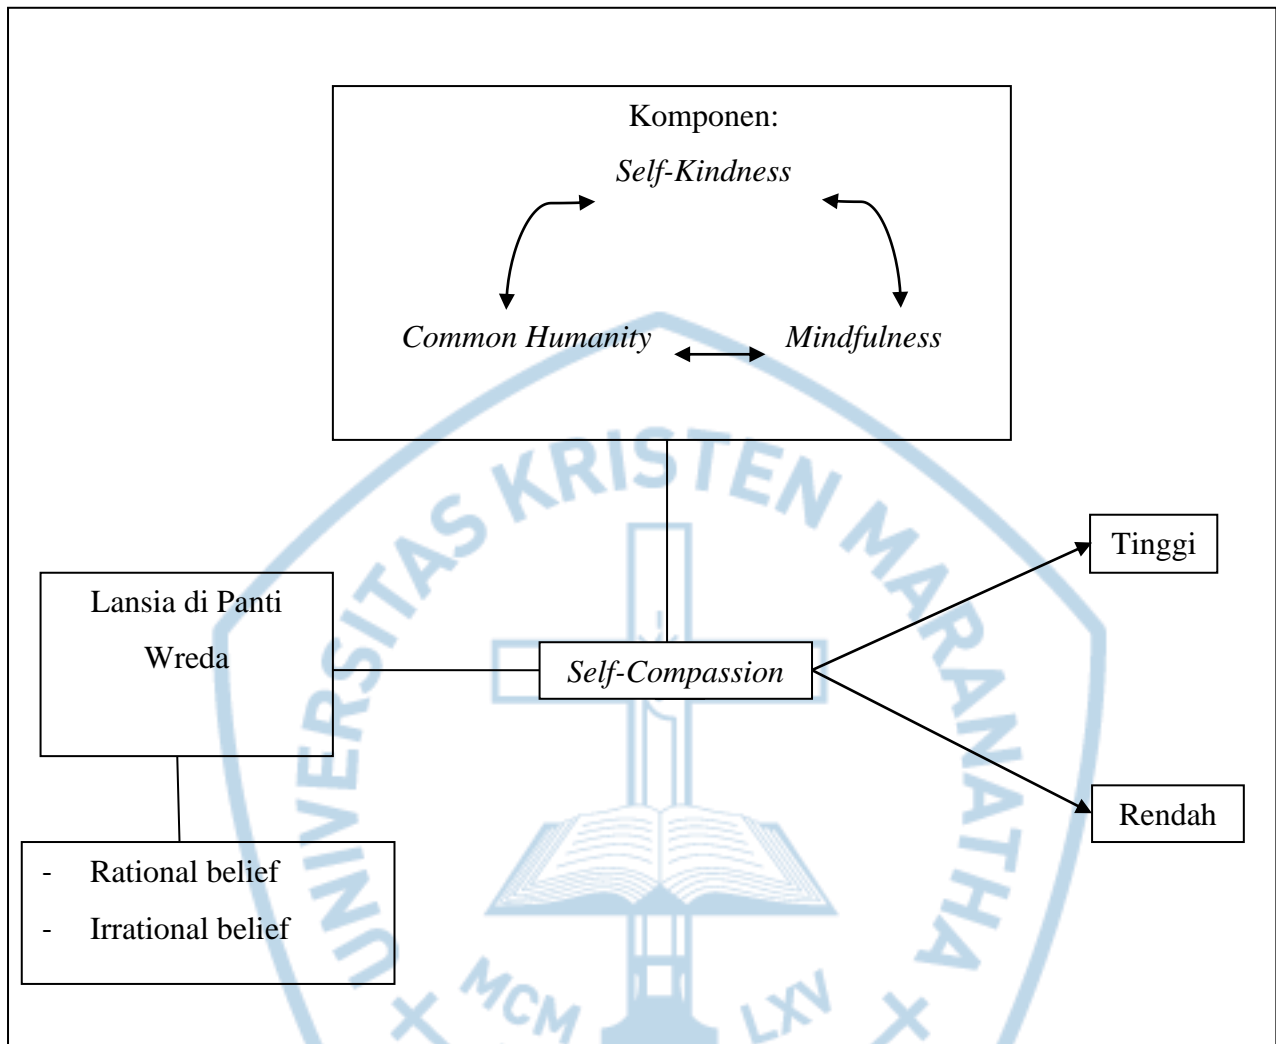 Komponen:
Self-Kindness
Common Humanity
Mindfulness
UNIVERSITAS KRISTEN MARANATHA
Tinggi
Lansia di Panti
Wreda
Self-Compassion
Rendah
- Rational belief
- Irrational belief
MCM LXV